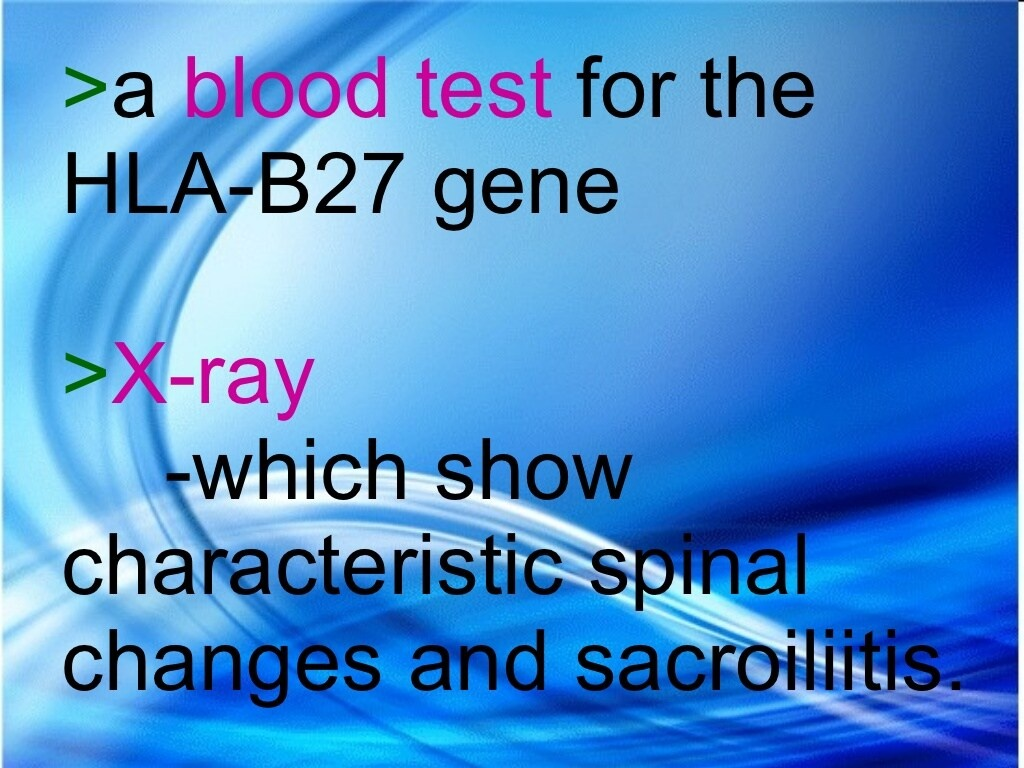 >a blood test for the
HLA-B27 gene
>X-ray
-which show
characteristic spinal
changes and sacroiliitis.